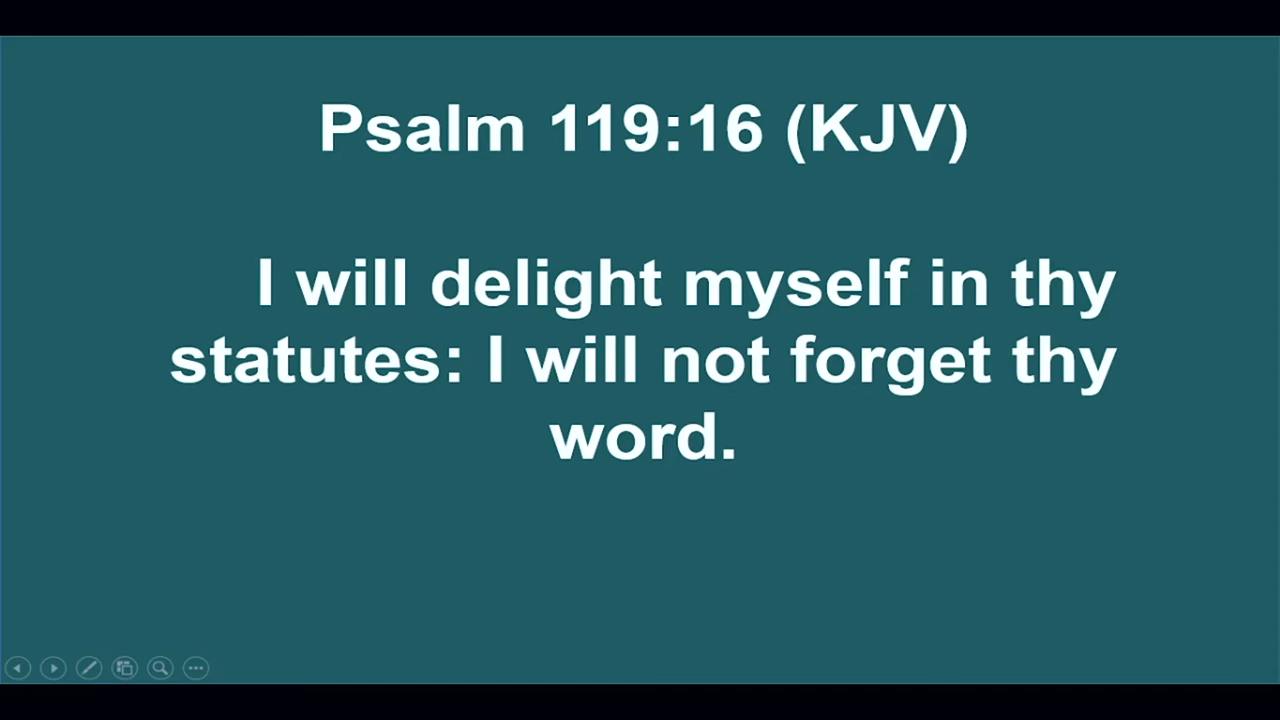 Psalm 119:16 (KJV)
I will delight myself in thy
statutes: I will not forget thy
word.